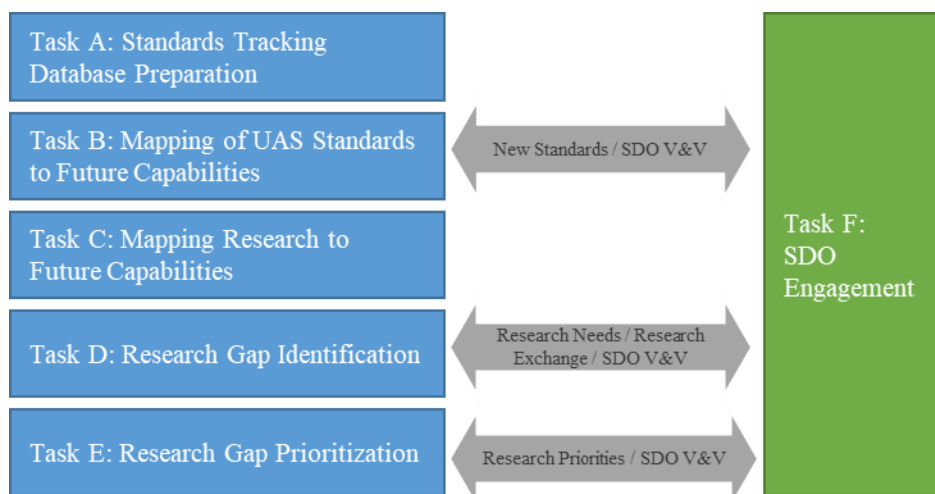 Task A: Standards Tracking
Database Preparation
Task B: Mapping of UAS Standards
to Future Capabilities
New Standards / SDO V&V
Task C: Mapping Research to
Future Capabilities
Task D: Research Gap Identification
Research Needs / Research
Exchange / SDO V&V
Task E: Research Gap Prioritization
Research Priorities / SDO V&V
Task F:
SDO
Engagement